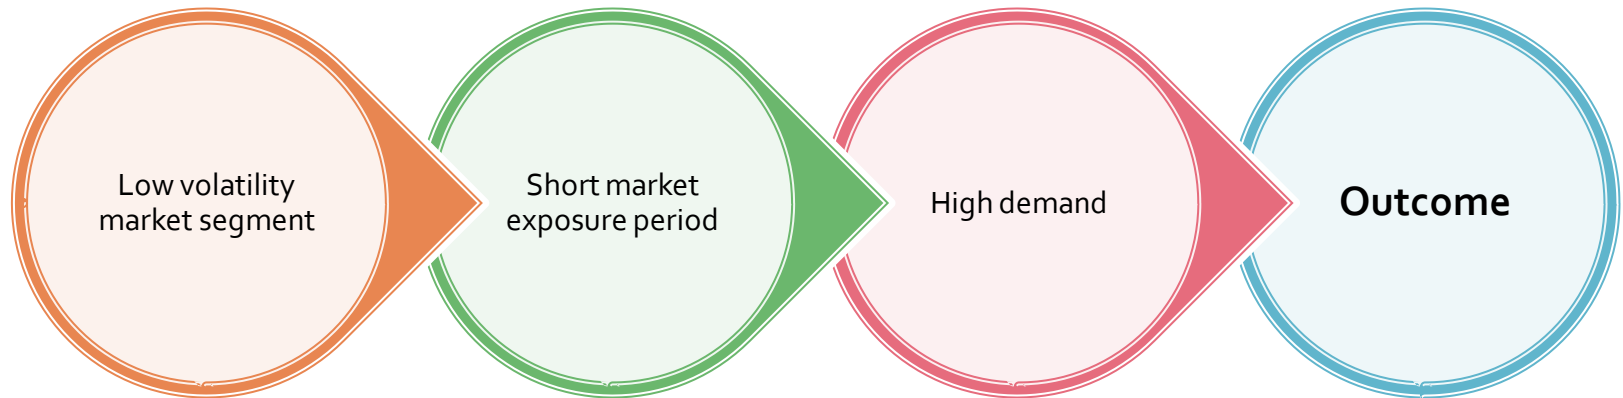 Low volatility
market segment
Short market
exposure period
High demand
Outcome